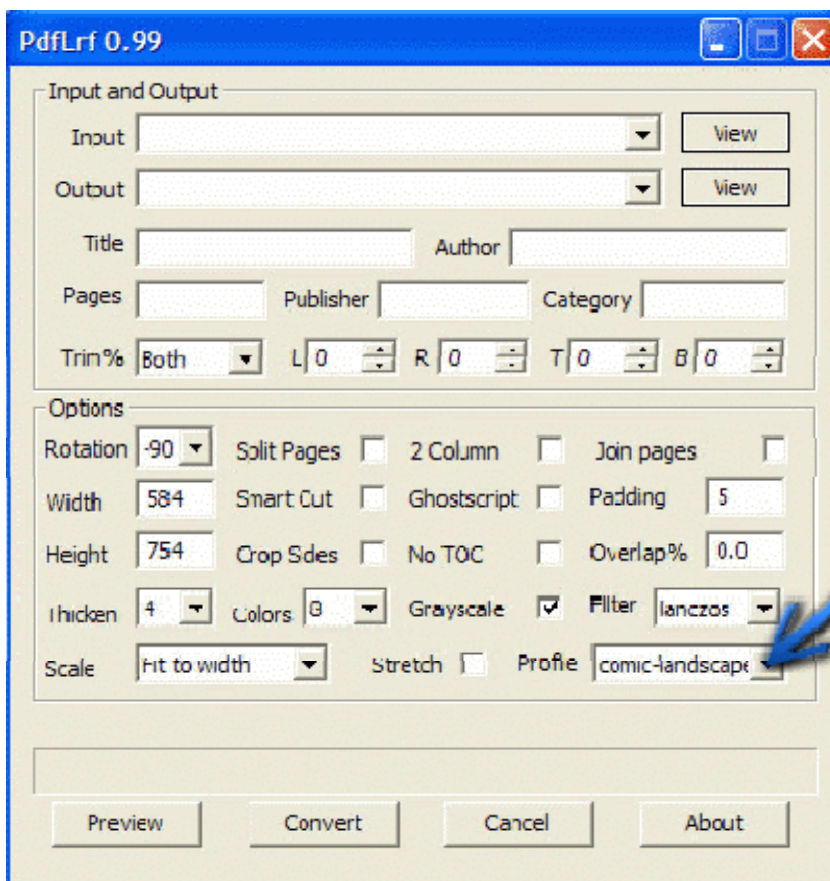 PdfLrf 0.99
Input and Output
Input View
Output View
Title Author
Pages Publisher Category
Trim% Both L 0 R 0 T 0 B 0
Options
Rotation -90 Split Pages 2 Column Join pages
Width 584 Smart Cut Ghostscript Padding 5
Height 754 Crop Sides No TOC Overlap% 0.0
Thicken 4 Colors 8 Grayscale Filter lanczos
Scale Fit to width Stretch Profile comic-landscape
Preview Convert Cancel About